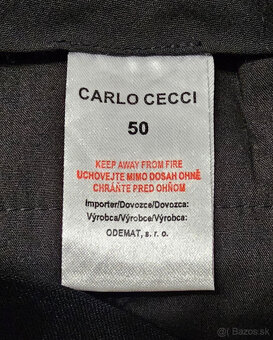 CARLO CECCI
50
KEEP AWAY FROM FIRE
UCHOVEJTE MIMO DOSAH OHNĚ
CHRÁŇTE PRED OHŇOM
Importer/Dovozce/Dovozca:
Výrobca/Výrobce/Výrobca:
ODEMAT, s. r. o.
Bazos.sk